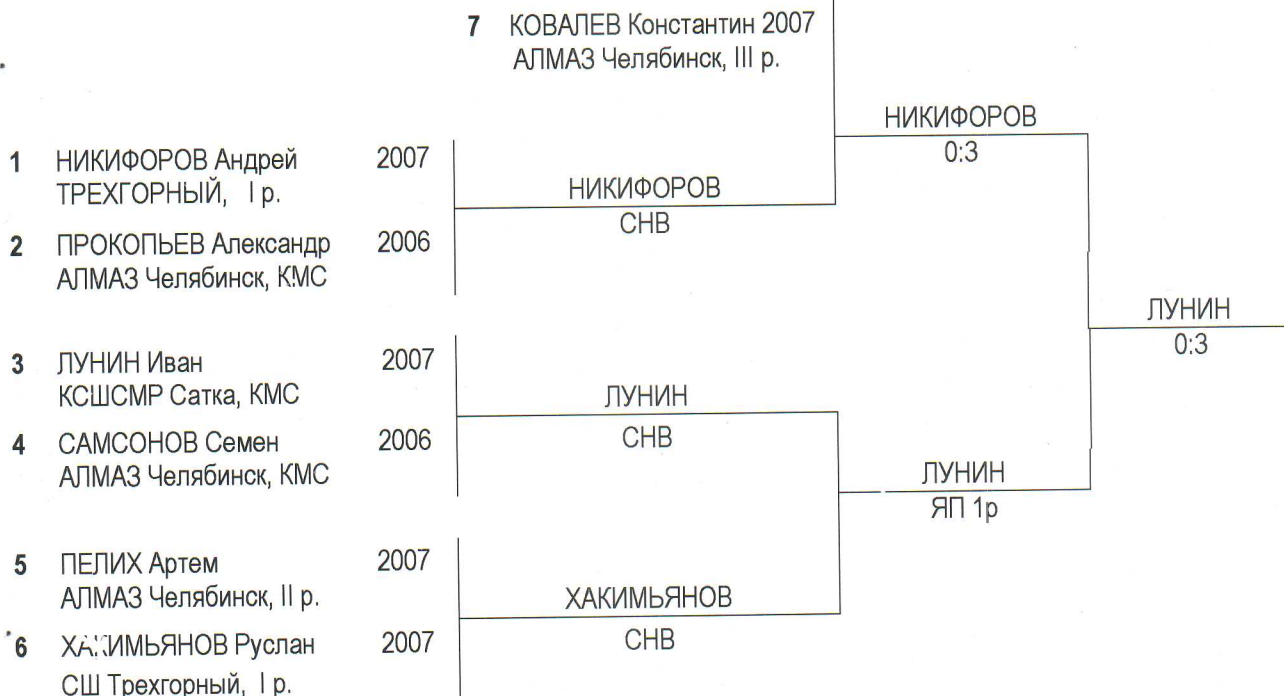 7 КОВАЛЕВ Константин 2007
АЛМАЗ Челябинск, III р.
НИКИФОРОВ
0:3
1 НИКИФОРОВ Андрей 2007
ТРЕХГОРНЫЙ, I р.
НИКИФОРОВ
СНВ
2 ПРОКОПЬЕВ Александр 2006
АЛМАЗ Челябинск, КМС
ЛУНИН
0:3
3 ЛУНИН Иван 2007
КСШСМР Сатка, КМС
ЛУНИН
СНВ
4 САМСОНОВ Семен 2006
АЛМАЗ Челябинск, КМС
ЛУНИН
ЯП 1р
5 ПЕЛИХ Артем 2007
АЛМАЗ Челябинск, II р.
ХАКИМЬЯНОВ
СНВ
6 ХАКИМЬЯНОВ Руслан 2007
СШ Трехгорный, I р.